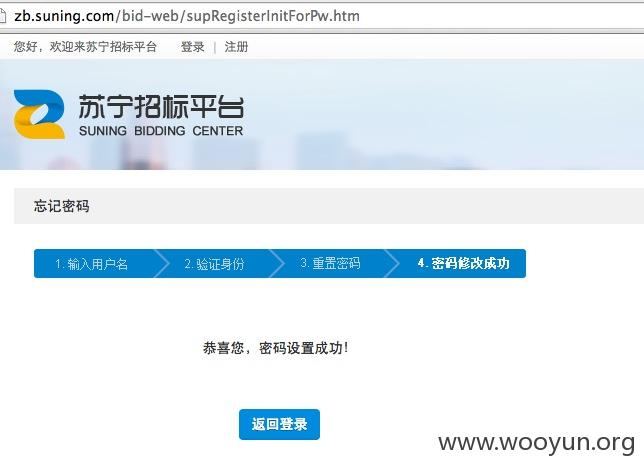 zb.suning.com/bid-web/supRegisterInitForPw.htm
您好，欢迎来苏宁招标平台 登录 | 注册
苏宁招标平台
SUNING BIDDING CENTER
忘记密码
1.输入用户名 2.验证身份 3.重置密码 4.密码修改成功
恭喜您，密码设置成功！
返回登录
www.wooyun.org